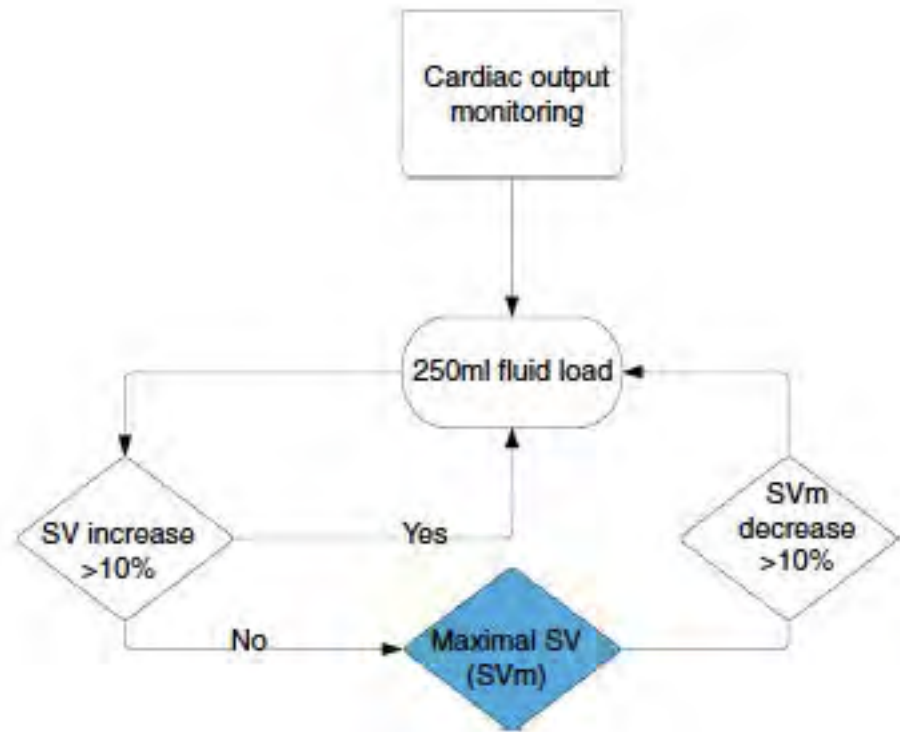 Cardiac output
monitoring
250ml fluid load
SV increase
>10%
Yes
SVm
decrease
>10%
No
Maximal SV
(SVm)